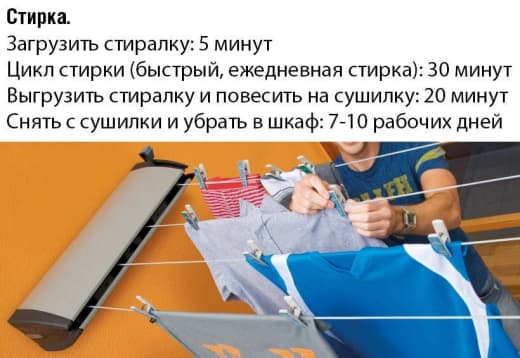 Стирка.
Загрузить стиралку: 5 минут
Цикл стирки (быстрый, ежедневная стирка): 30 минут
Выгрузить стиралку и повесить на сушилку: 20 минут
Снять с сушилки и убрать в шкаф: 7-10 рабочих дней